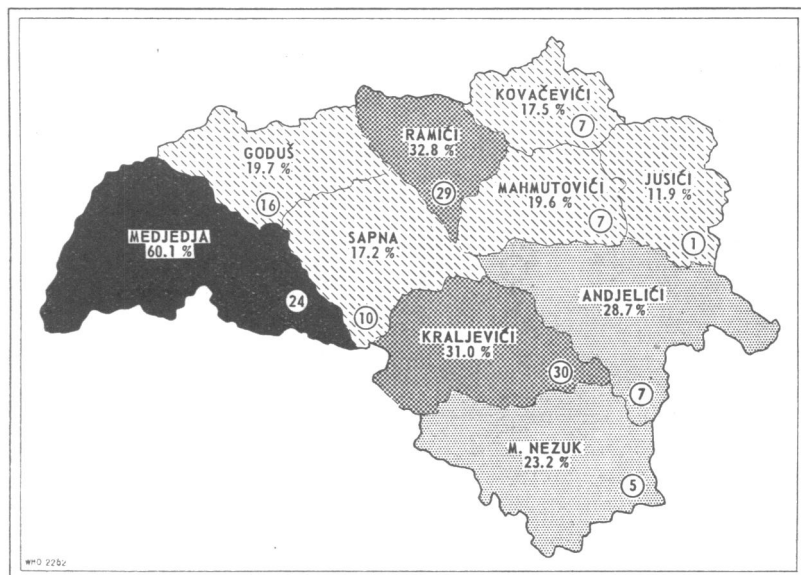 KOVAČEVIĆI
17.5 %
7
RAMIĆI
32.8 %
29
GODUŠ
19.7 %
16
MAHMUTOVIĆI
19.6 %
7
JUSIĆI
11.9 %
1
MEDJEDJA
60.1 %
24
SAPNA
17.2 %
10
ANDJELIĆI
28.7 %
7
KRALJEVIĆI
31.0 %
30
M. NEZUK
23.2 %
5
WHO 2262